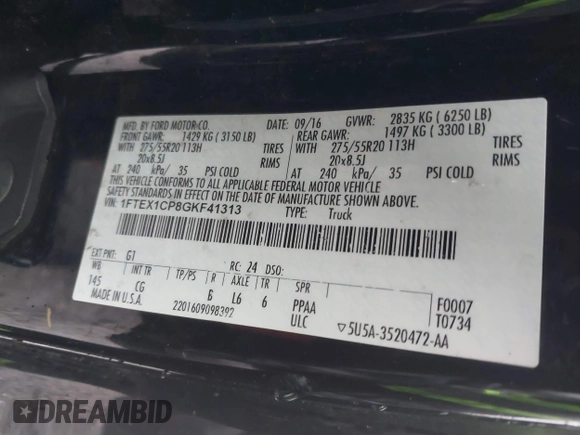 MFD. BY FORD MOTOR CO.
09/16 GVWR: 2835 KG ( 6250 LB)
FRONT GAWR: 1429 KG ( 3150 LB)
REAR GAWR: 1497 KG ( 3300 LB)
WITH 275/55R20 113H TIRES
WITH 275/55R20 113H TIRES
20x8.5J RIMS
20x8.5J RIMS
AT 240 kPa/ 35 PSI COLD
AT 240 kPa/ 35 PSI COLD
THIS VEHICLE CONFORMS TO ALL APPLICABLE FEDERAL MOTOR VEHICLE
SAFETY STANDARDS IN EFFECT ON THE DATE OF MANUFACTURE SHOWN ABOVE.
VIN: 1FTEX1CP8GKF41313
TYPE: Truck
EXT PNT: G1 RC: 24 DSO:
WB INT TR TP/PS R AXLE TR SPR
145 CG B L6 6 PPAA
F0007
T0734
MADE IN U.S.A. 2201609098392 ULC
▽5U5A-3520472-AA
DREAMBID